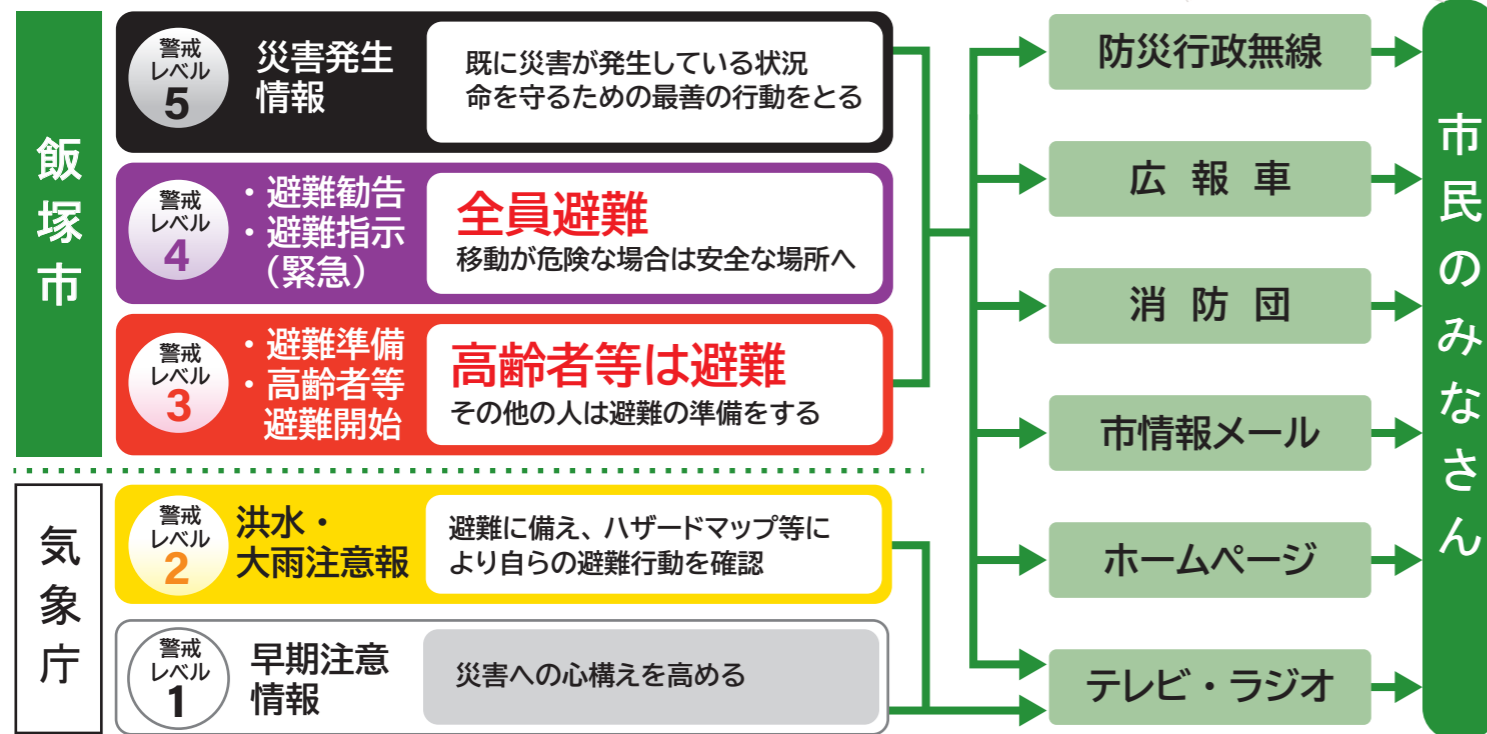 飯塚市
警戒
レベル
5
災害発生
情報
既に災害が発生している状況
命を守るための最善の行動をとる
警戒
レベル
4
・避難勧告
・避難指示
（緊急）
全員避難
移動が危険な場合は安全な場所へ
警戒
レベル
3
・避難準備
・高齢者等
避難開始
高齢者等は避難
その他の人は避難の準備をする
気象庁
警戒
レベル
2
洪水・
大雨注意報
避難に備え、ハザードマップ等に
より自らの避難行動を確認
警戒
レベル
1
早期注意
情報
災害への心構えを高める
防災行政無線
広報車
消防団
市情報メール
ホームページ
テレビ・ラジオ
市民のみなさん